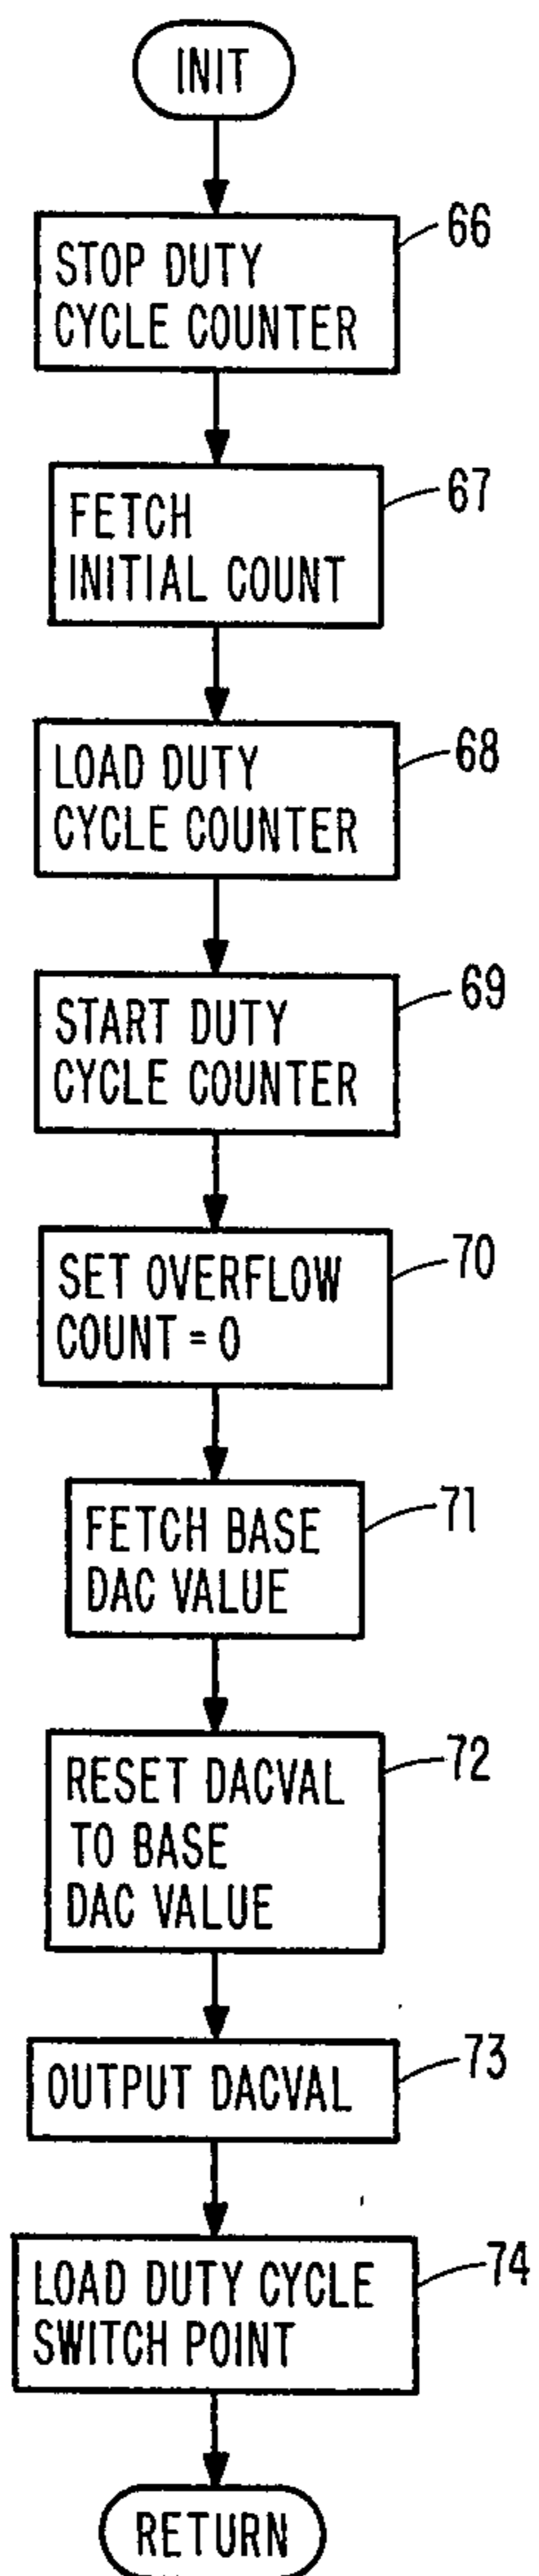 INIT
66
STOP DUTY
CYCLE COUNTER
67
FETCH
INITIAL COUNT
68
LOAD DUTY
CYCLE COUNTER
69
START DUTY
CYCLE COUNTER
70
SET OVERFLOW
COUNT = 0
71
FETCH BASE
DAC VALUE
72
RESET DACVAL
TO BASE
DAC VALUE
73
OUTPUT DACVAL
74
LOAD DUTY CYCLE
SWITCH POINT
RETURN